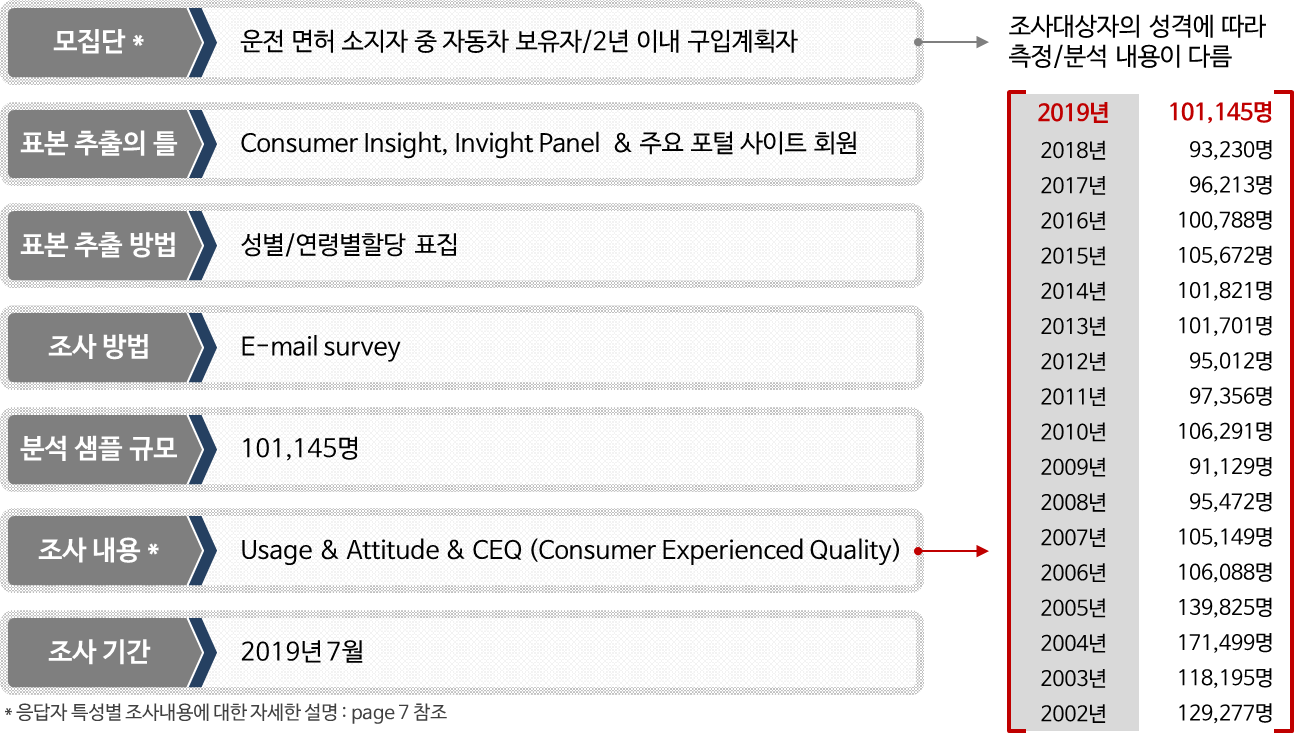 모집단 *
운전 면허 소지자 중 자동차 보유자/2년 이내 구입계획자
표본 추출의 틀
Consumer Insight, Invight Panel & 주요 포털 사이트 회원
표본 추출 방법
성별/연령별할당 표집
조사 방법
E-mail survey
분석 샘플 규모
101,145명
조사 내용 *
Usage & Attitude & CEQ (Consumer Experienced Quality)
조사 기간
2019년 7월
* 응답자 특성별 조사내용에 대한 자세한 설명 : page 7 참조
조사대상자의 성격에 따라
측정/분석 내용이 다름
2019년 101,145명
2018년 93,230명
2017년 96,213명
2016년 100,788명
2015년 105,672명
2014년 101,821명
2013년 101,701명
2012년 95,012명
2011년 97,356명
2010년 106,291명
2009년 91,129명
2008년 95,472명
2007년 105,149명
2006년 106,088명
2005년 139,825명
2004년 171,499명
2003년 118,195명
2002년 129,277명